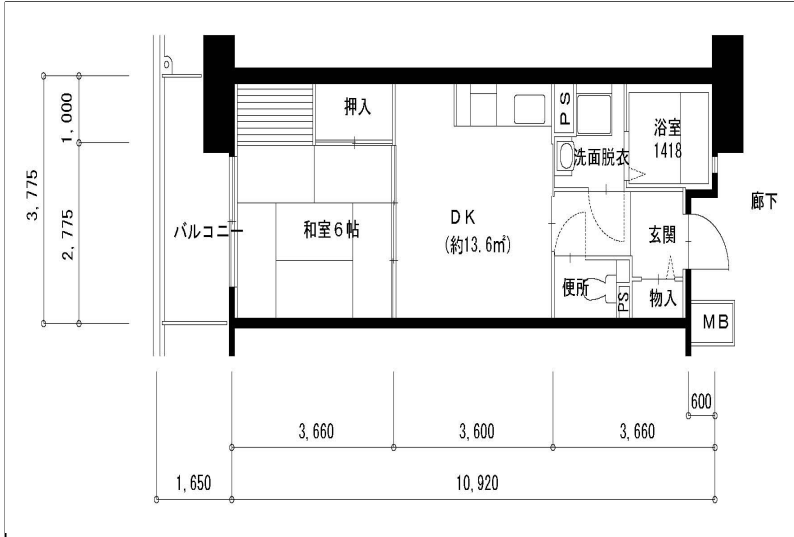 押入
PS
浴室
1418
洗面脱衣
廊下
バルコニー
和室6帖
DK
(約13.6㎡)
玄関
便所
PS
物入
MB
1,000
3,775
2,775
600
3,660
3,600
3,660
1,650
10,920